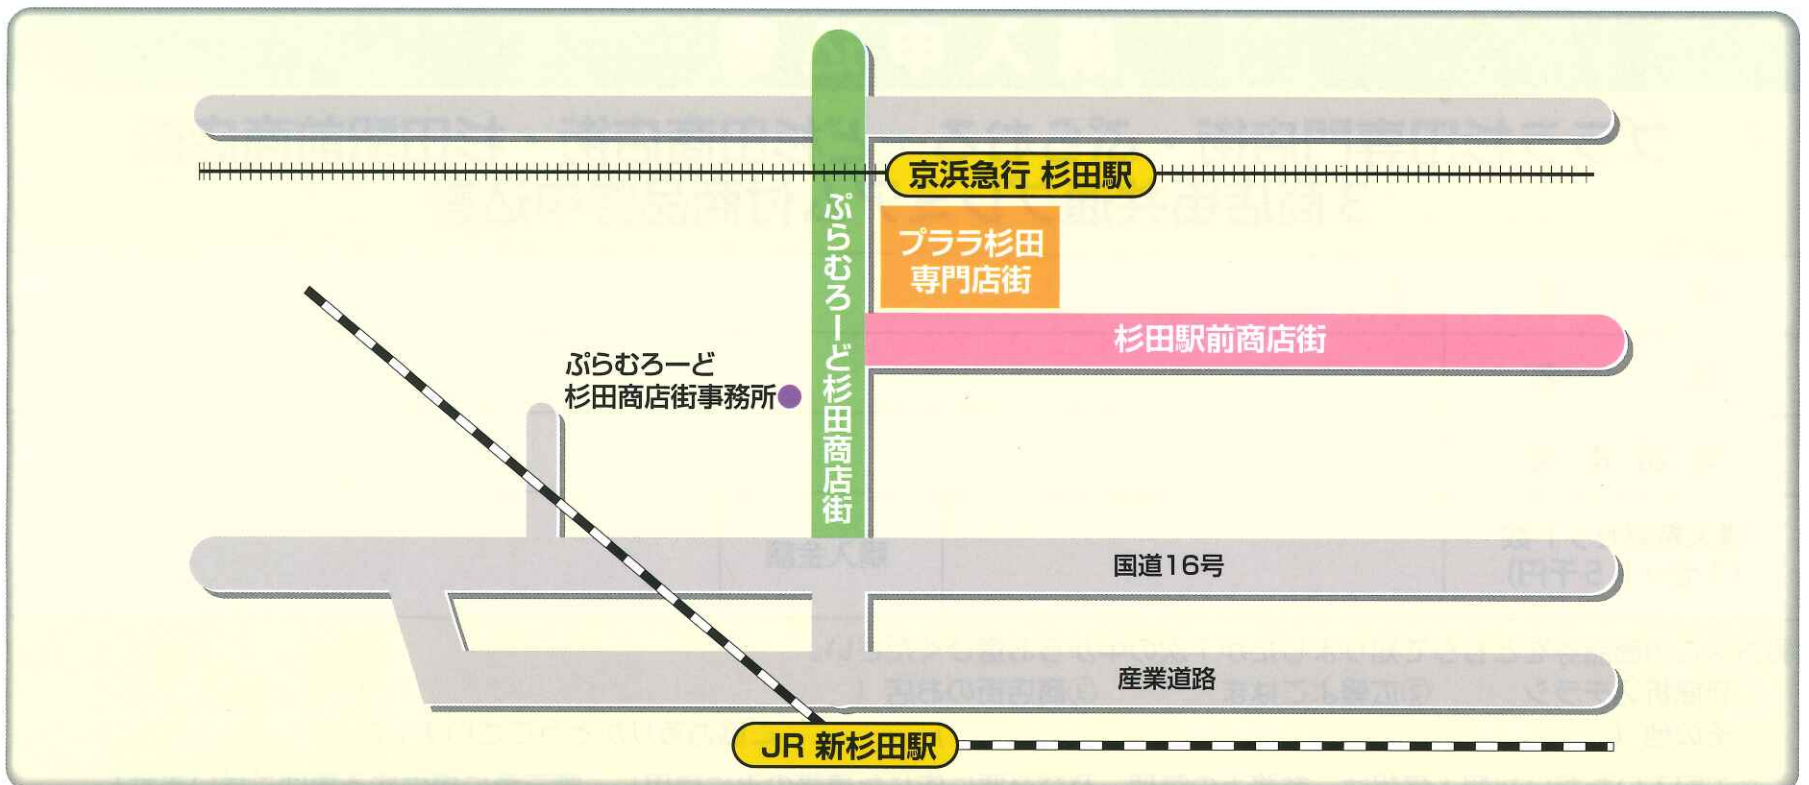 京浜急行 杉田駅
プララ杉田
専門店街
ぷらむろーど杉田商店街
杉田駅前商店街
ぷらむろーど
杉田商店街事務所
国道16号
産業道路
JR 新杉田駅